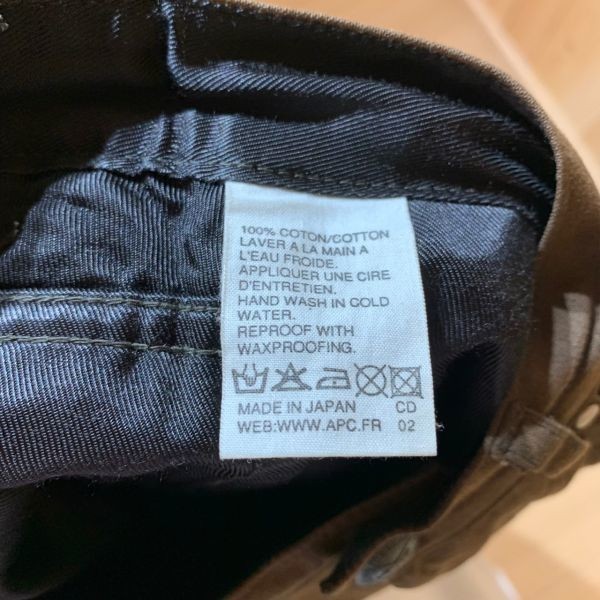 100% COTON/COTTON
LAVER A LA MAIN A
L'EAU FROIDE.
APPLIQUER UNE CIRE
D'ENTRETIEN.
HAND WASH IN COLD
WATER.
REPROOF WITH
WAXPROOFING.
MADE IN JAPAN CD
WEB:WWW.APC.FR 02